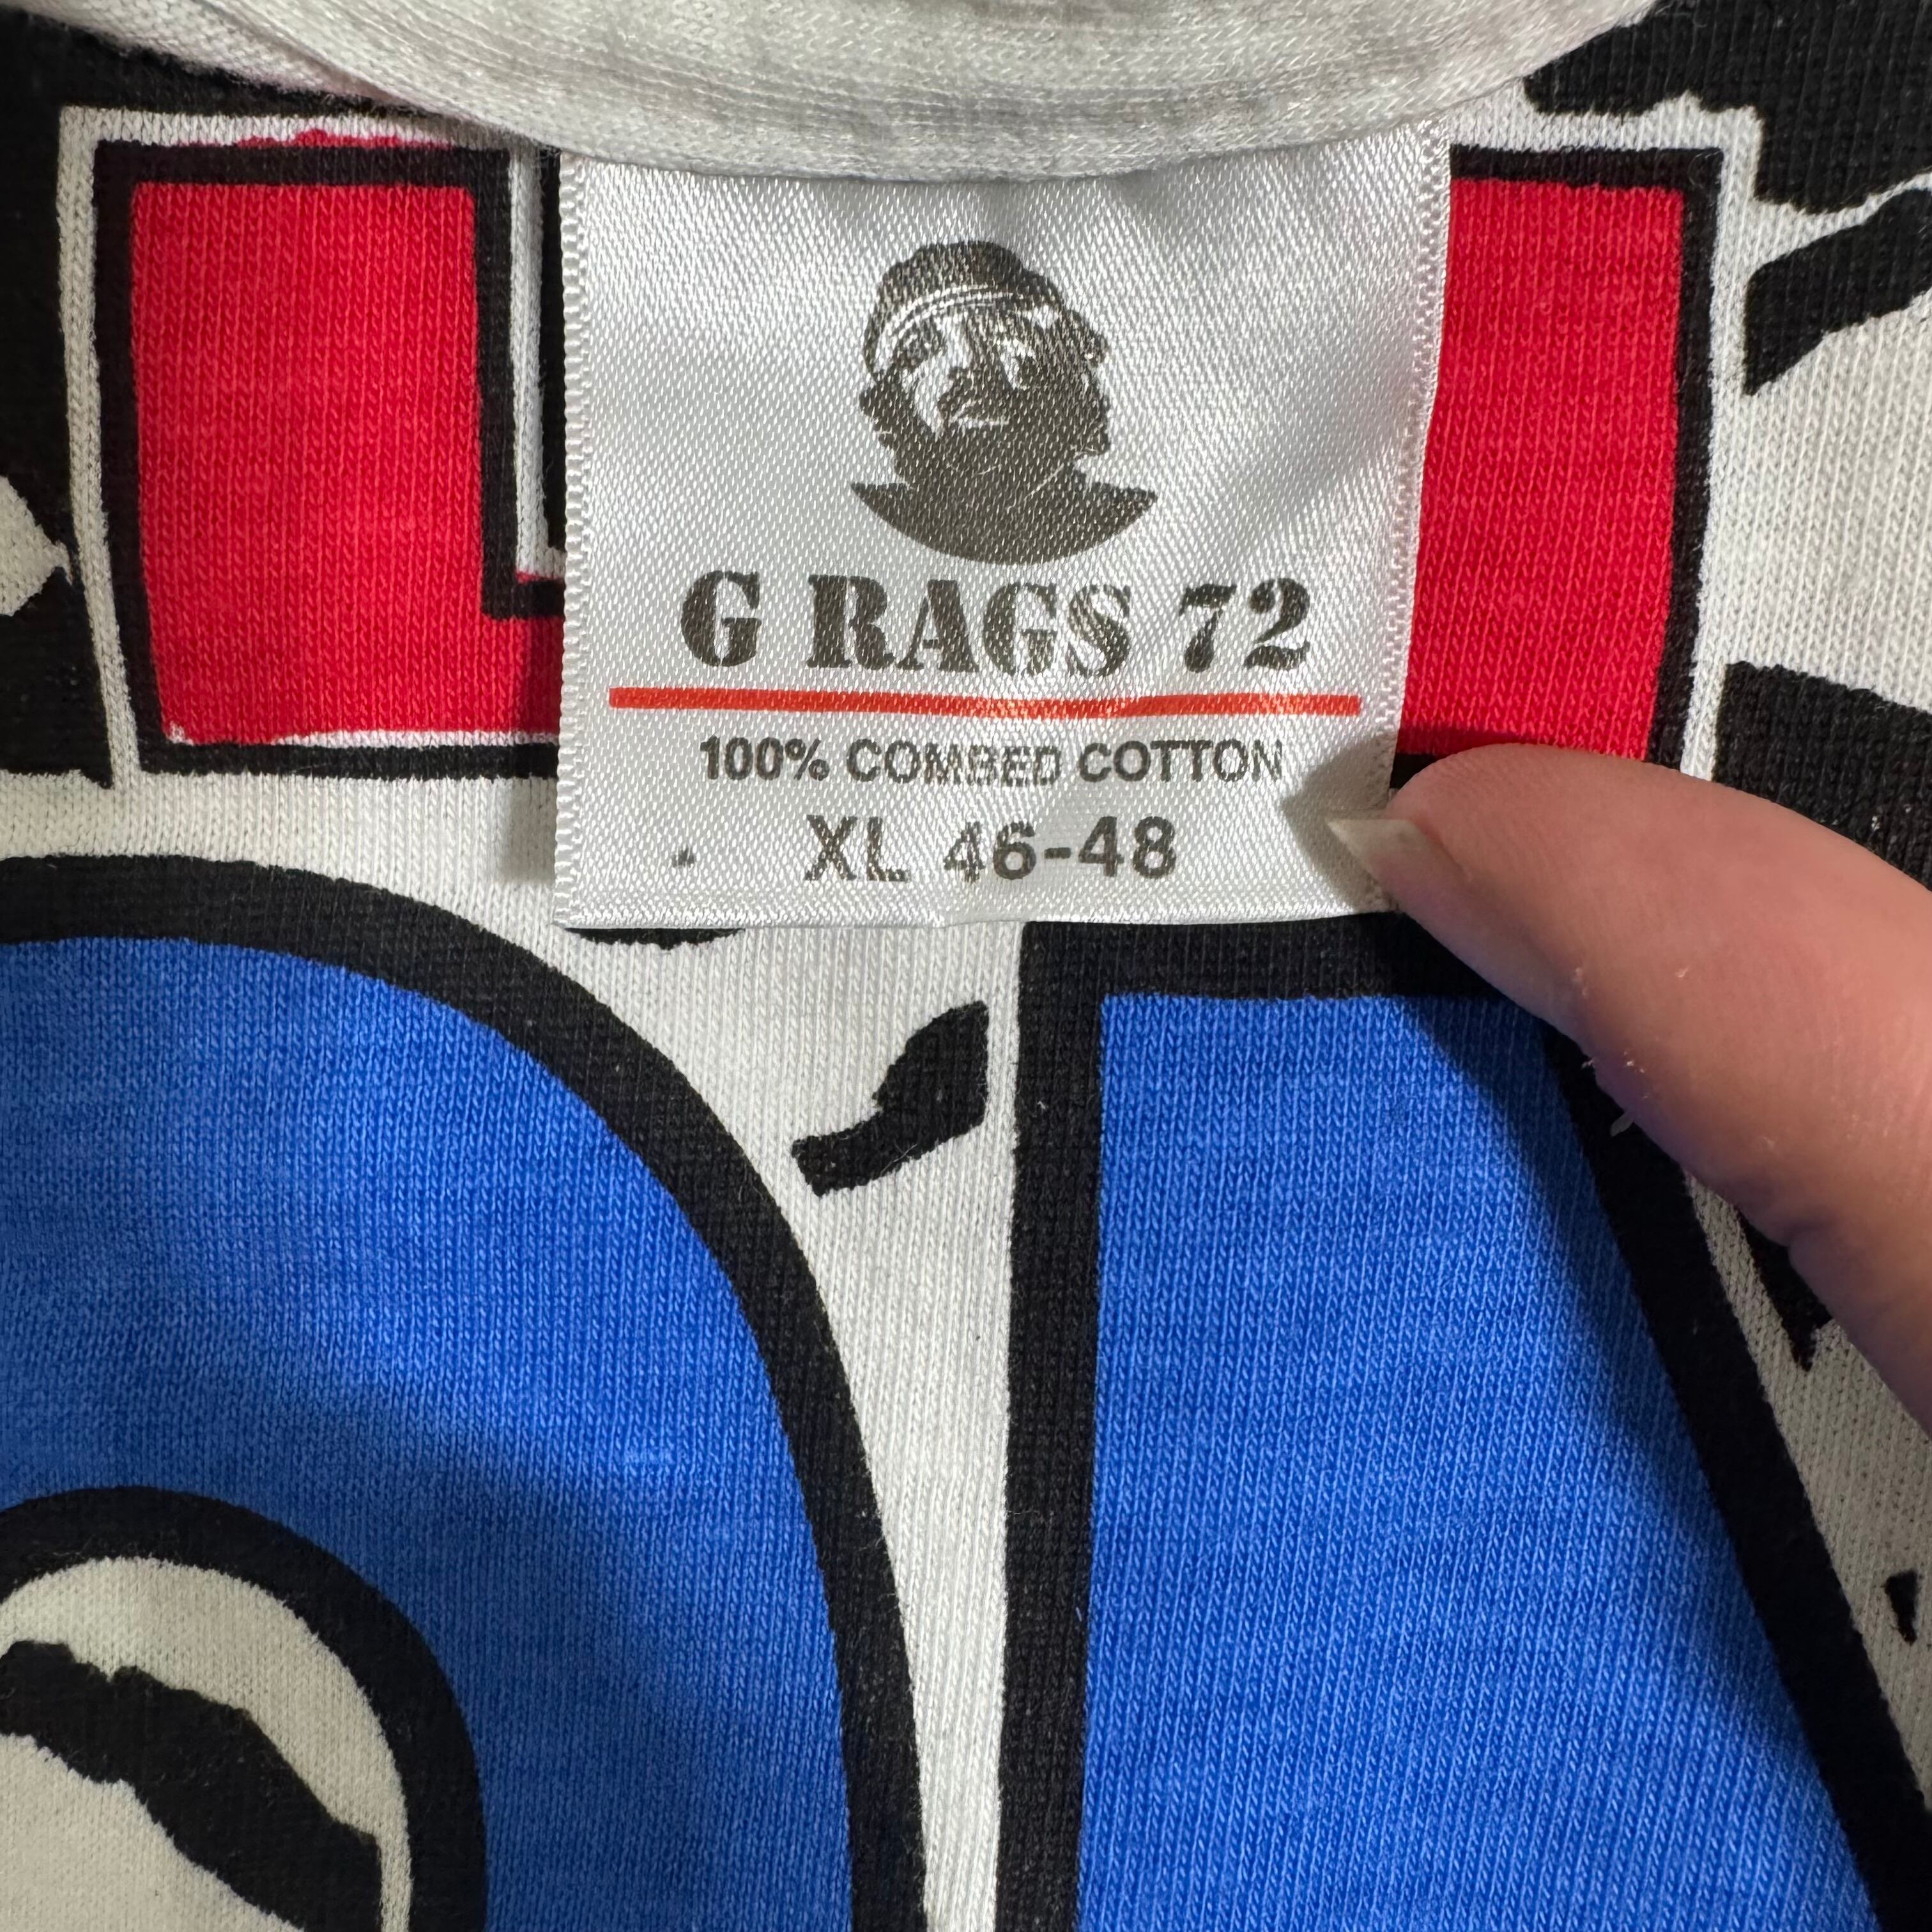 G RAGS 72
100% COMBED COTTON
XL 46-48